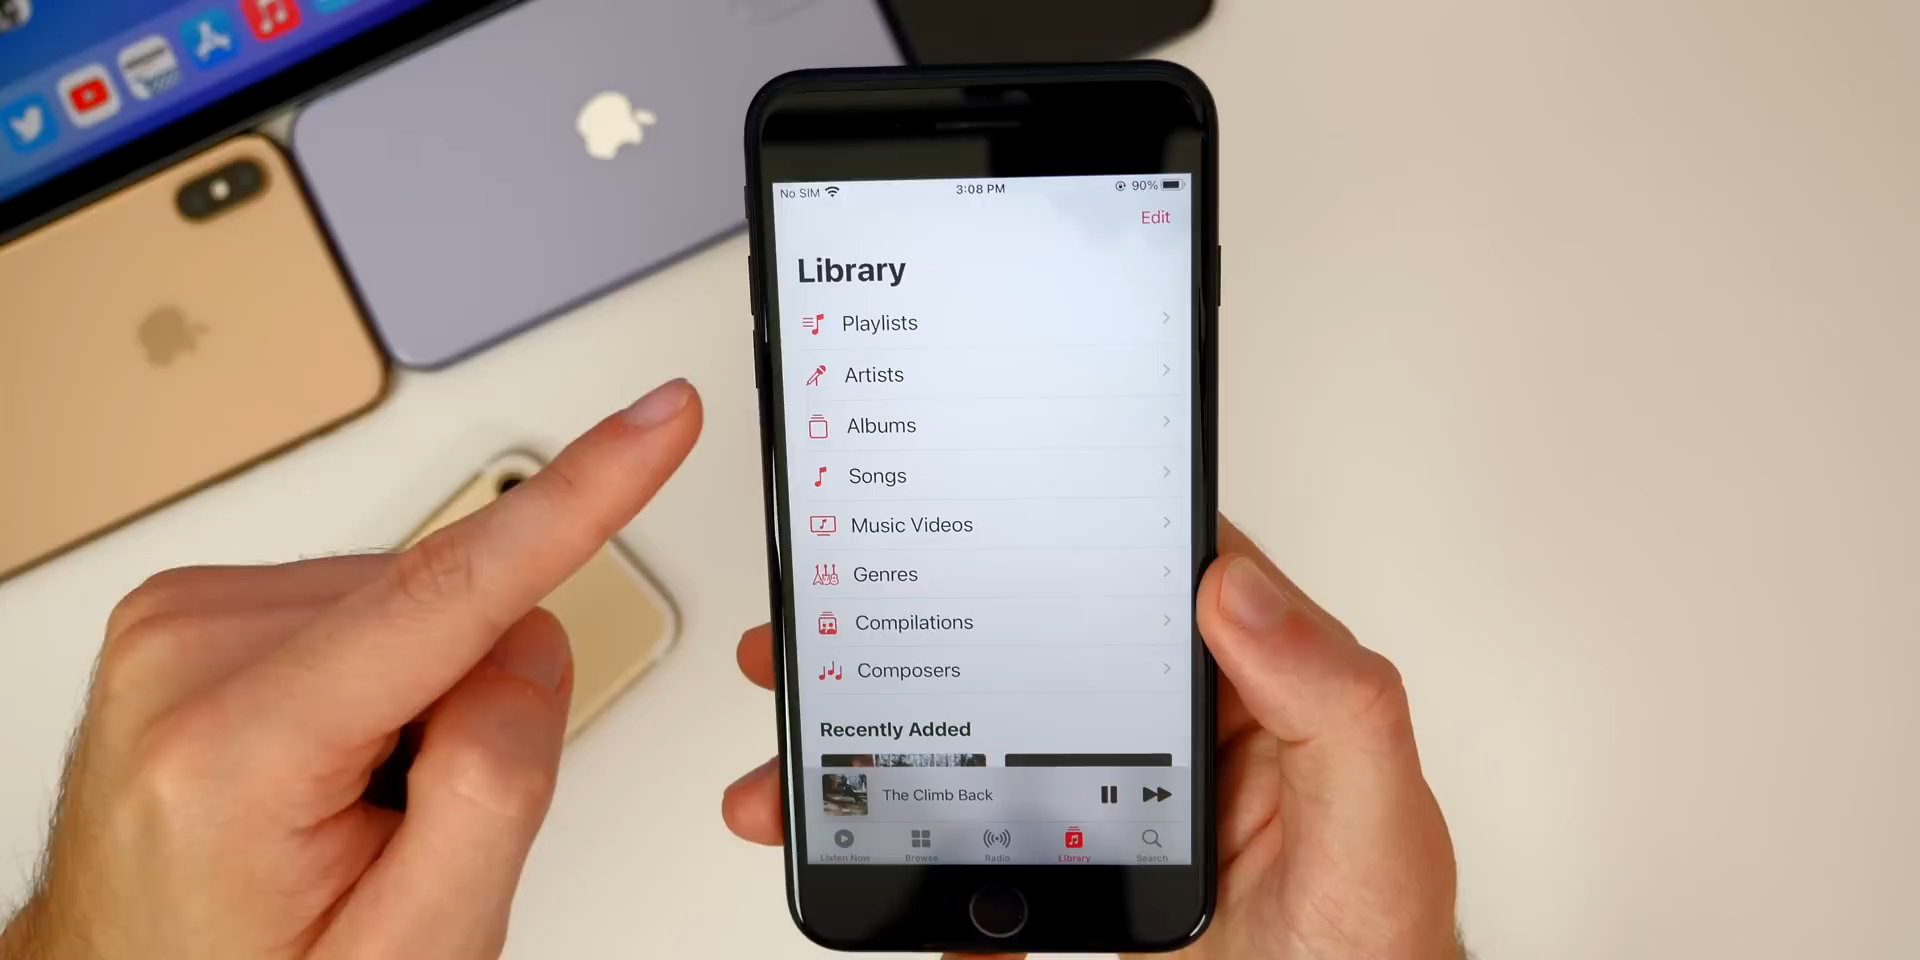 No SIM 3:08 PM 90%
Edit
Library
Playlists
Artists
Albums
Songs
Music Videos
Genres
Compilations
Composers
Recently Added
The Climb Back
Listen Now Browse Radio Library Search